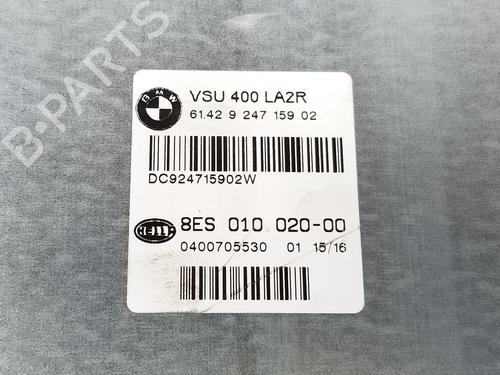 B-PARTS
BMW
VSU 400 LA2R
61.42 9 247 159 02
DC924715902W
HELLA
8ES 010 020-00
0400705530 01 15/16